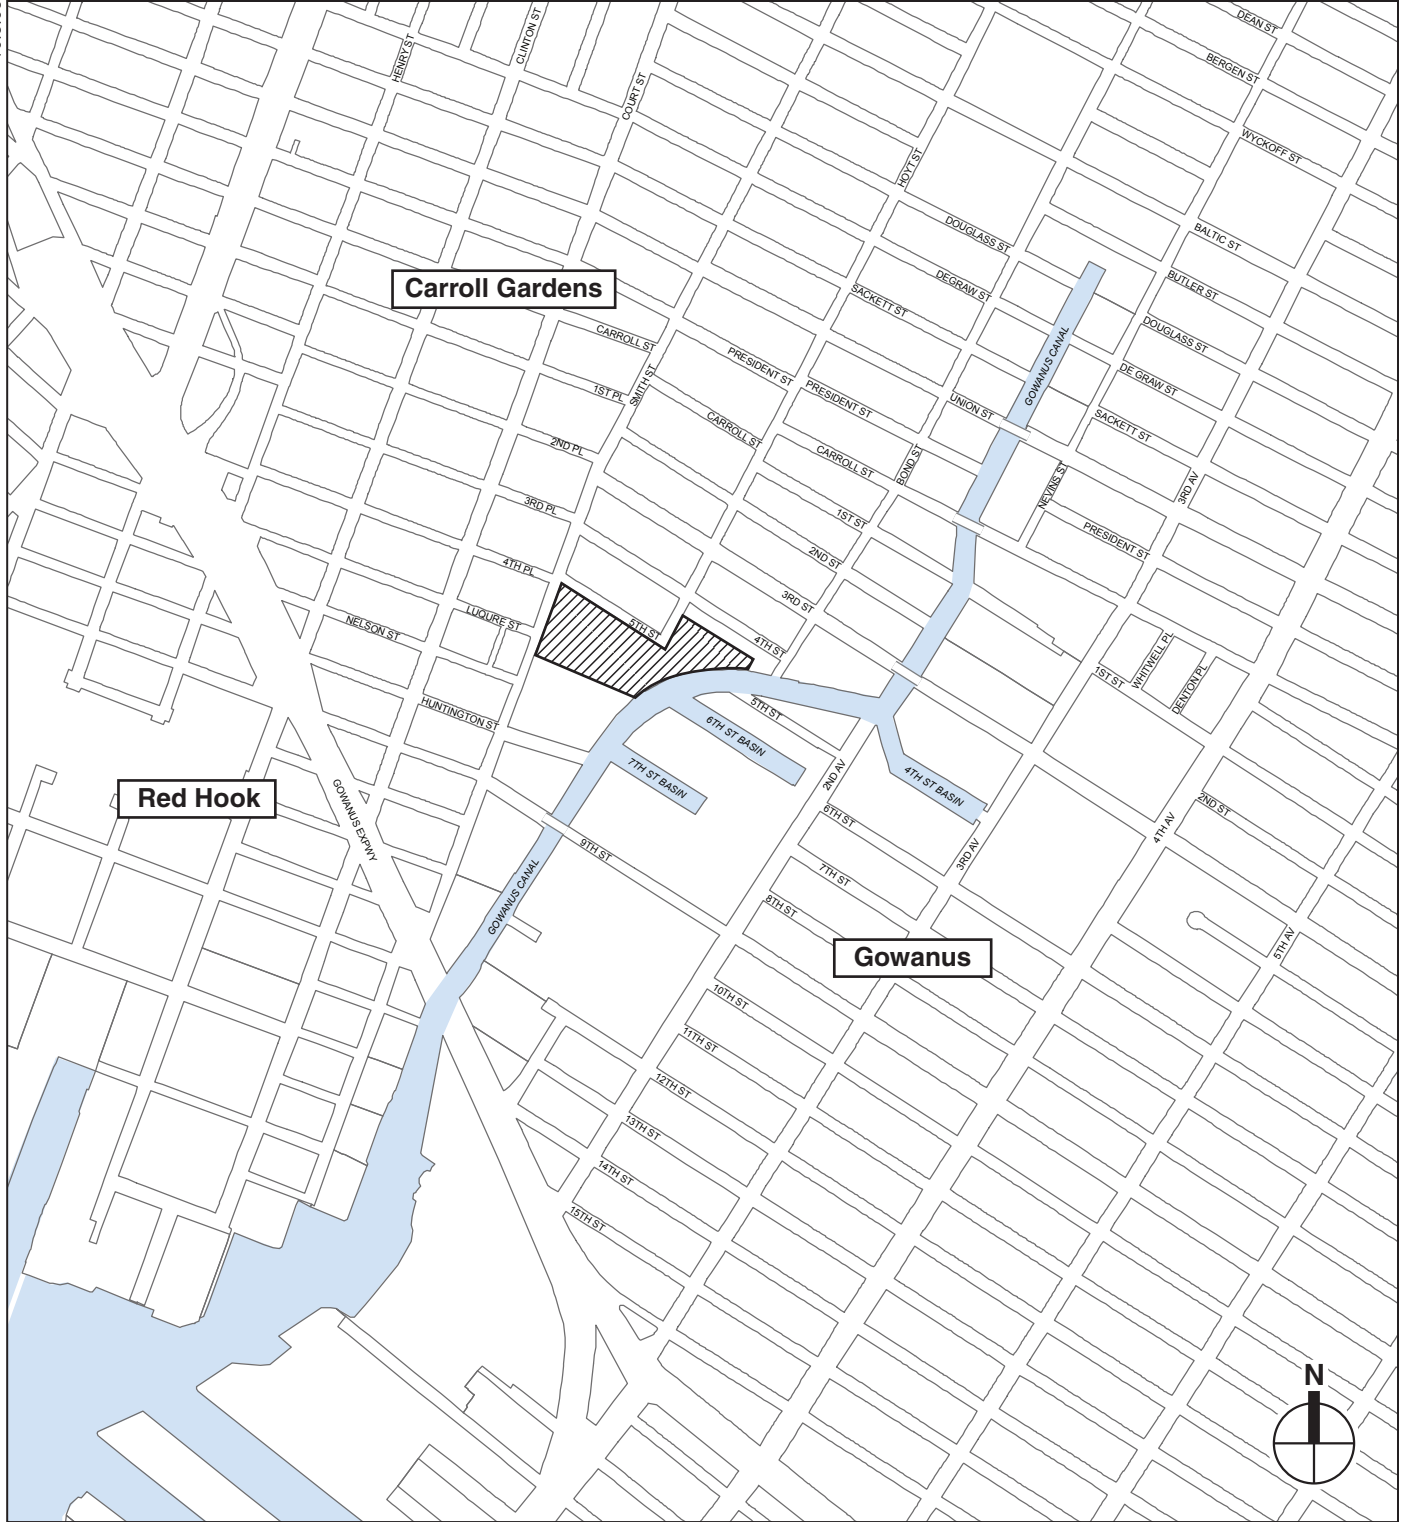 DEAN ST
HENRY ST
CLINTON ST
BERGEN ST
COURT ST
WYCKOFF ST
HOYT ST
DOUGLASS ST
BALTIC ST
Carroll Gardens
DEGRAW ST
BUTLER ST
SACKETT ST
CARROLL ST
DOUGLASS ST
GOWANUS CANAL
PRESIDENT ST
1ST PL
SMITH ST
PRESIDENT ST
DE GRAW ST
UNION ST
CARROLL ST
SACKETT ST
2ND PL
CARROLL ST
BOND ST
NEVINS ST
3RD AV
3RD PL
1ST ST
PRESIDENT ST
2ND ST
4TH PL
3RD ST
LUQURE ST
NELSON ST
5TH ST
4TH ST
WHITWELL PL
1ST ST
DENTON PL
HUNTINGTON ST
5TH ST
6TH ST BASIN
7TH ST BASIN
2ND AV
4TH ST BASIN
Red Hook
GOWANUS EXPWY
6TH ST
2ND ST
4TH AV
9TH ST
3RD AV
7TH ST
GOWANUS CANAL
8TH ST
5TH AV
Gowanus
10TH ST
11TH ST
12TH ST
13TH ST
14TH ST
15TH ST
N